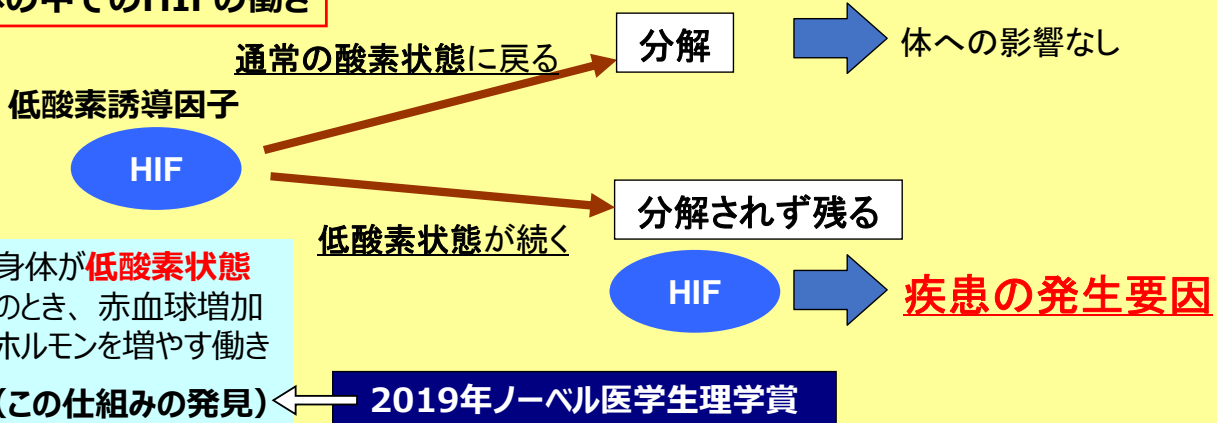 の中でのHIFの働き
通常の酸素状態に戻る
分解
体への影響なし
低酸素誘導因子
HIF
分解されず残る
低酸素状態が続く
HIF
疾患の発生要因
身体が低酸素状態
のとき、赤血球増加
ホルモンを増やす働き
（この仕組みの発見）
2019年ノーベル医学生理学賞